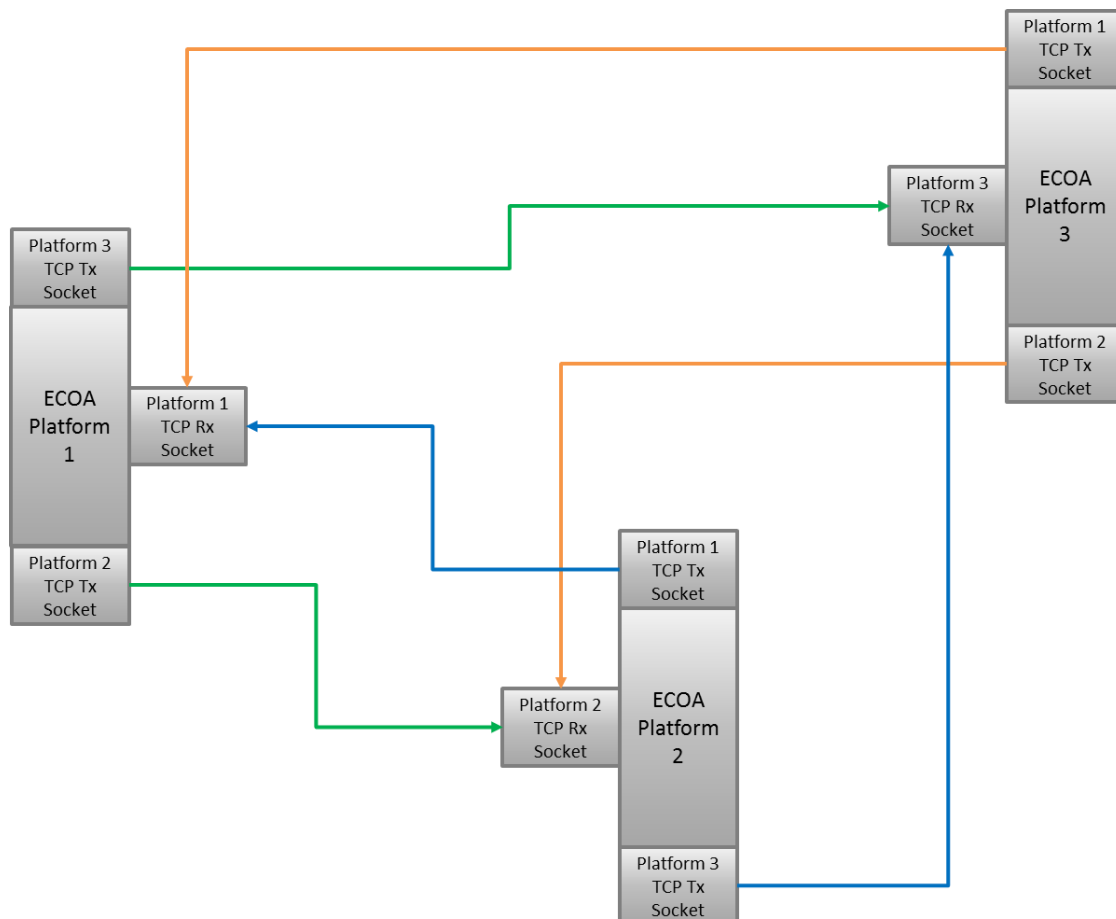 Platform 1
TCP Tx
Socket
Platform 3
TCP Rx
Socket
ECOA
Platform
3
Platform 3
TCP Tx
Socket
Platform 2
TCP Tx
Socket
ECOA
Platform
1
Platform 1
TCP Rx
Socket
Platform 2
TCP Tx
Socket
Platform 1
TCP Tx
Socket
Platform 2
TCP Rx
Socket
ECOA
Platform
2
Platform 3
TCP Tx
Socket